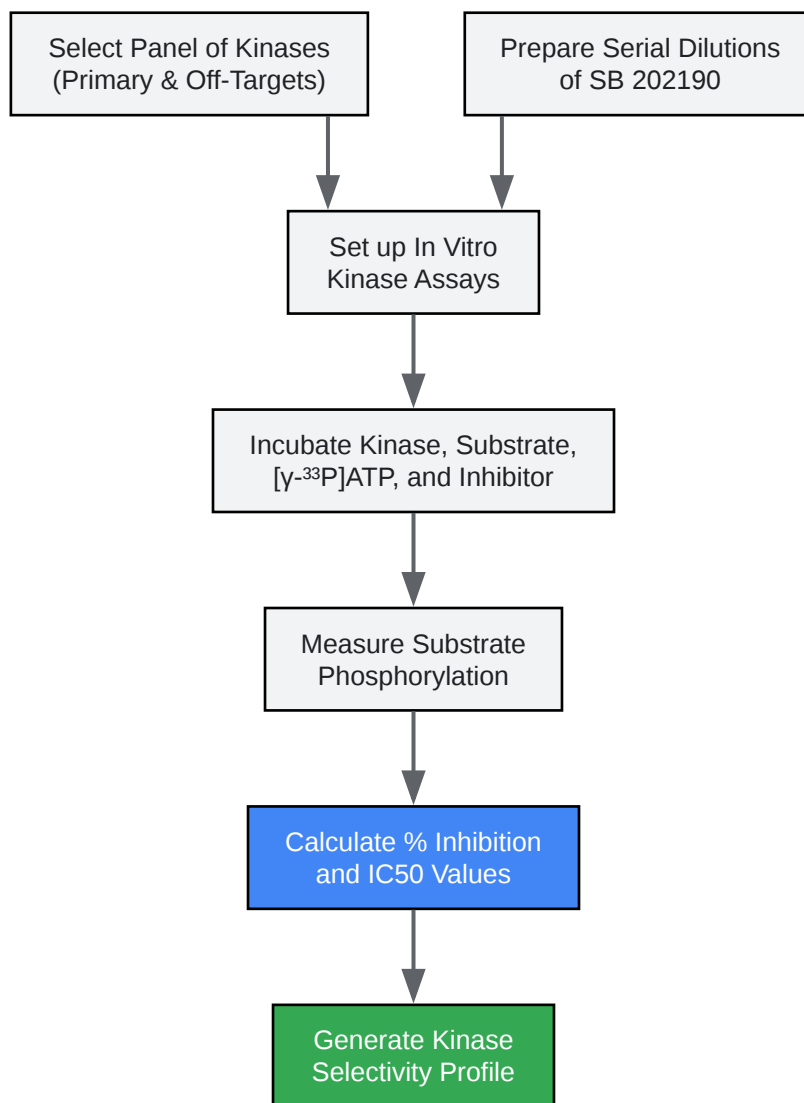 Select Panel of Kinases
(Primary & Off-Targets)
Prepare Serial Dilutions
of SB 202190
Set up In Vitro
Kinase Assays
Incubate Kinase, Substrate,
[γ-³³P]ATP, and Inhibitor
Measure Substrate
Phosphorylation
Calculate % Inhibition
and IC50 Values
Generate Kinase
Selectivity Profile